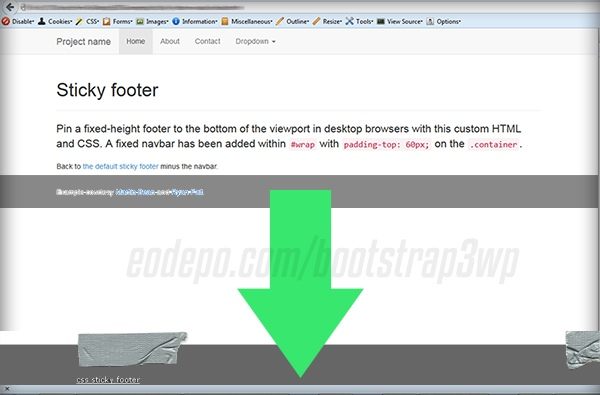 Disable Cookies CSS Forms Images Information Miscellaneous Outline Resize Tools View Source Options
Project name Home About Contact Dropdown
Sticky footer
Pin a fixed-height footer to the bottom of the viewport in desktop browsers with this custom HTML
and CSS. A fixed navbar has been added within #wrap with padding-top: 60px; on the .container.
Back to the default sticky footer minus the navbar.
Example courtesy Martin Bean and Ryan Fait.
eodepo.com/bootstrap3wp
css sticky footer